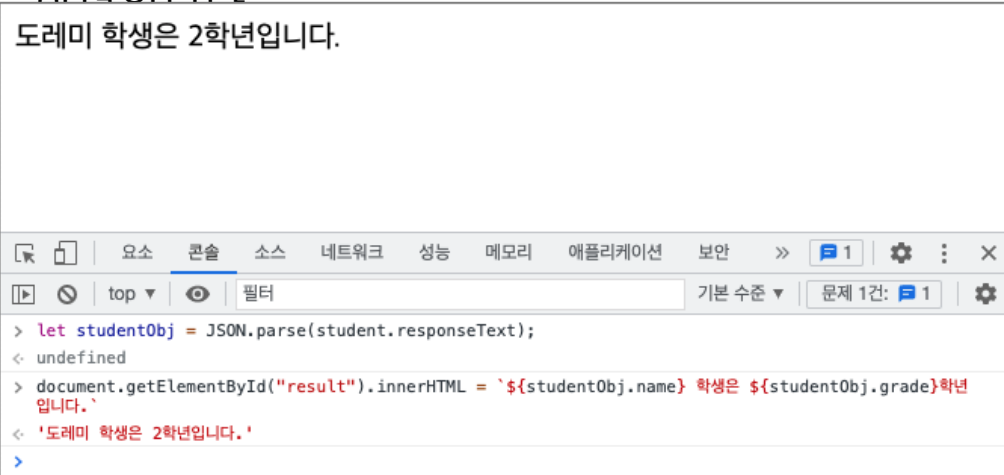 도레미 학생은 2학년입니다.
요소 콘솔 소스 네트워크 성능 메모리 애플리케이션 보안 » 1
top ▼ 필터 기본 수준 ▼ 문제 1건: 1
> let studentObj = JSON.parse(student.responseText);
<· undefined
> document.getElementById("result").innerHTML = `${studentObj.name} 학생은 ${studentObj.grade}학년
입니다.`
<· '도레미 학생은 2학년입니다.'
>